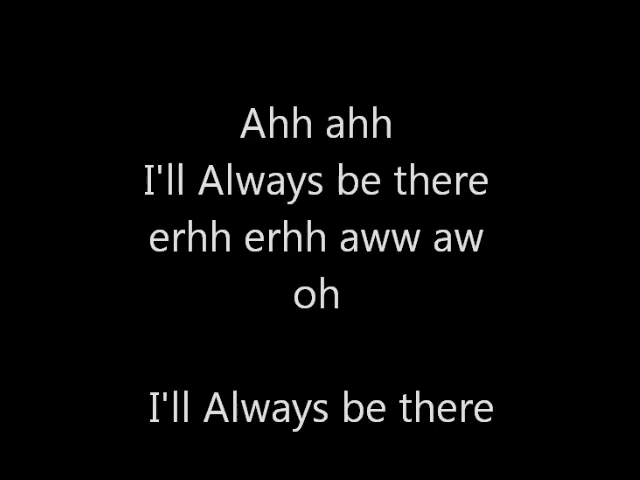 Ahh ahh
I'll Always be there
erhh erhh aww aw
oh
I'll Always be there